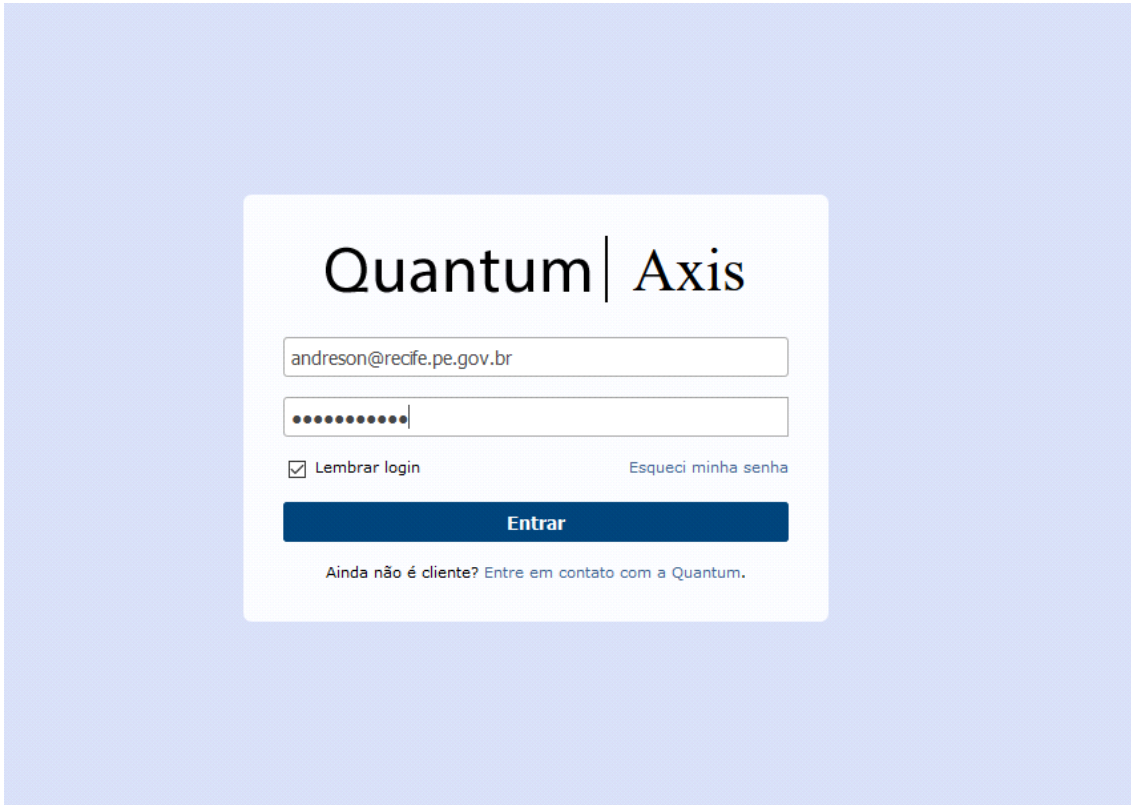 Quantum | Axis
andreson@recife.pe.gov.br
•••••••••••
Lembrar login
Esqueci minha senha
Entrar
Ainda não é cliente? Entre em contato com a Quantum.